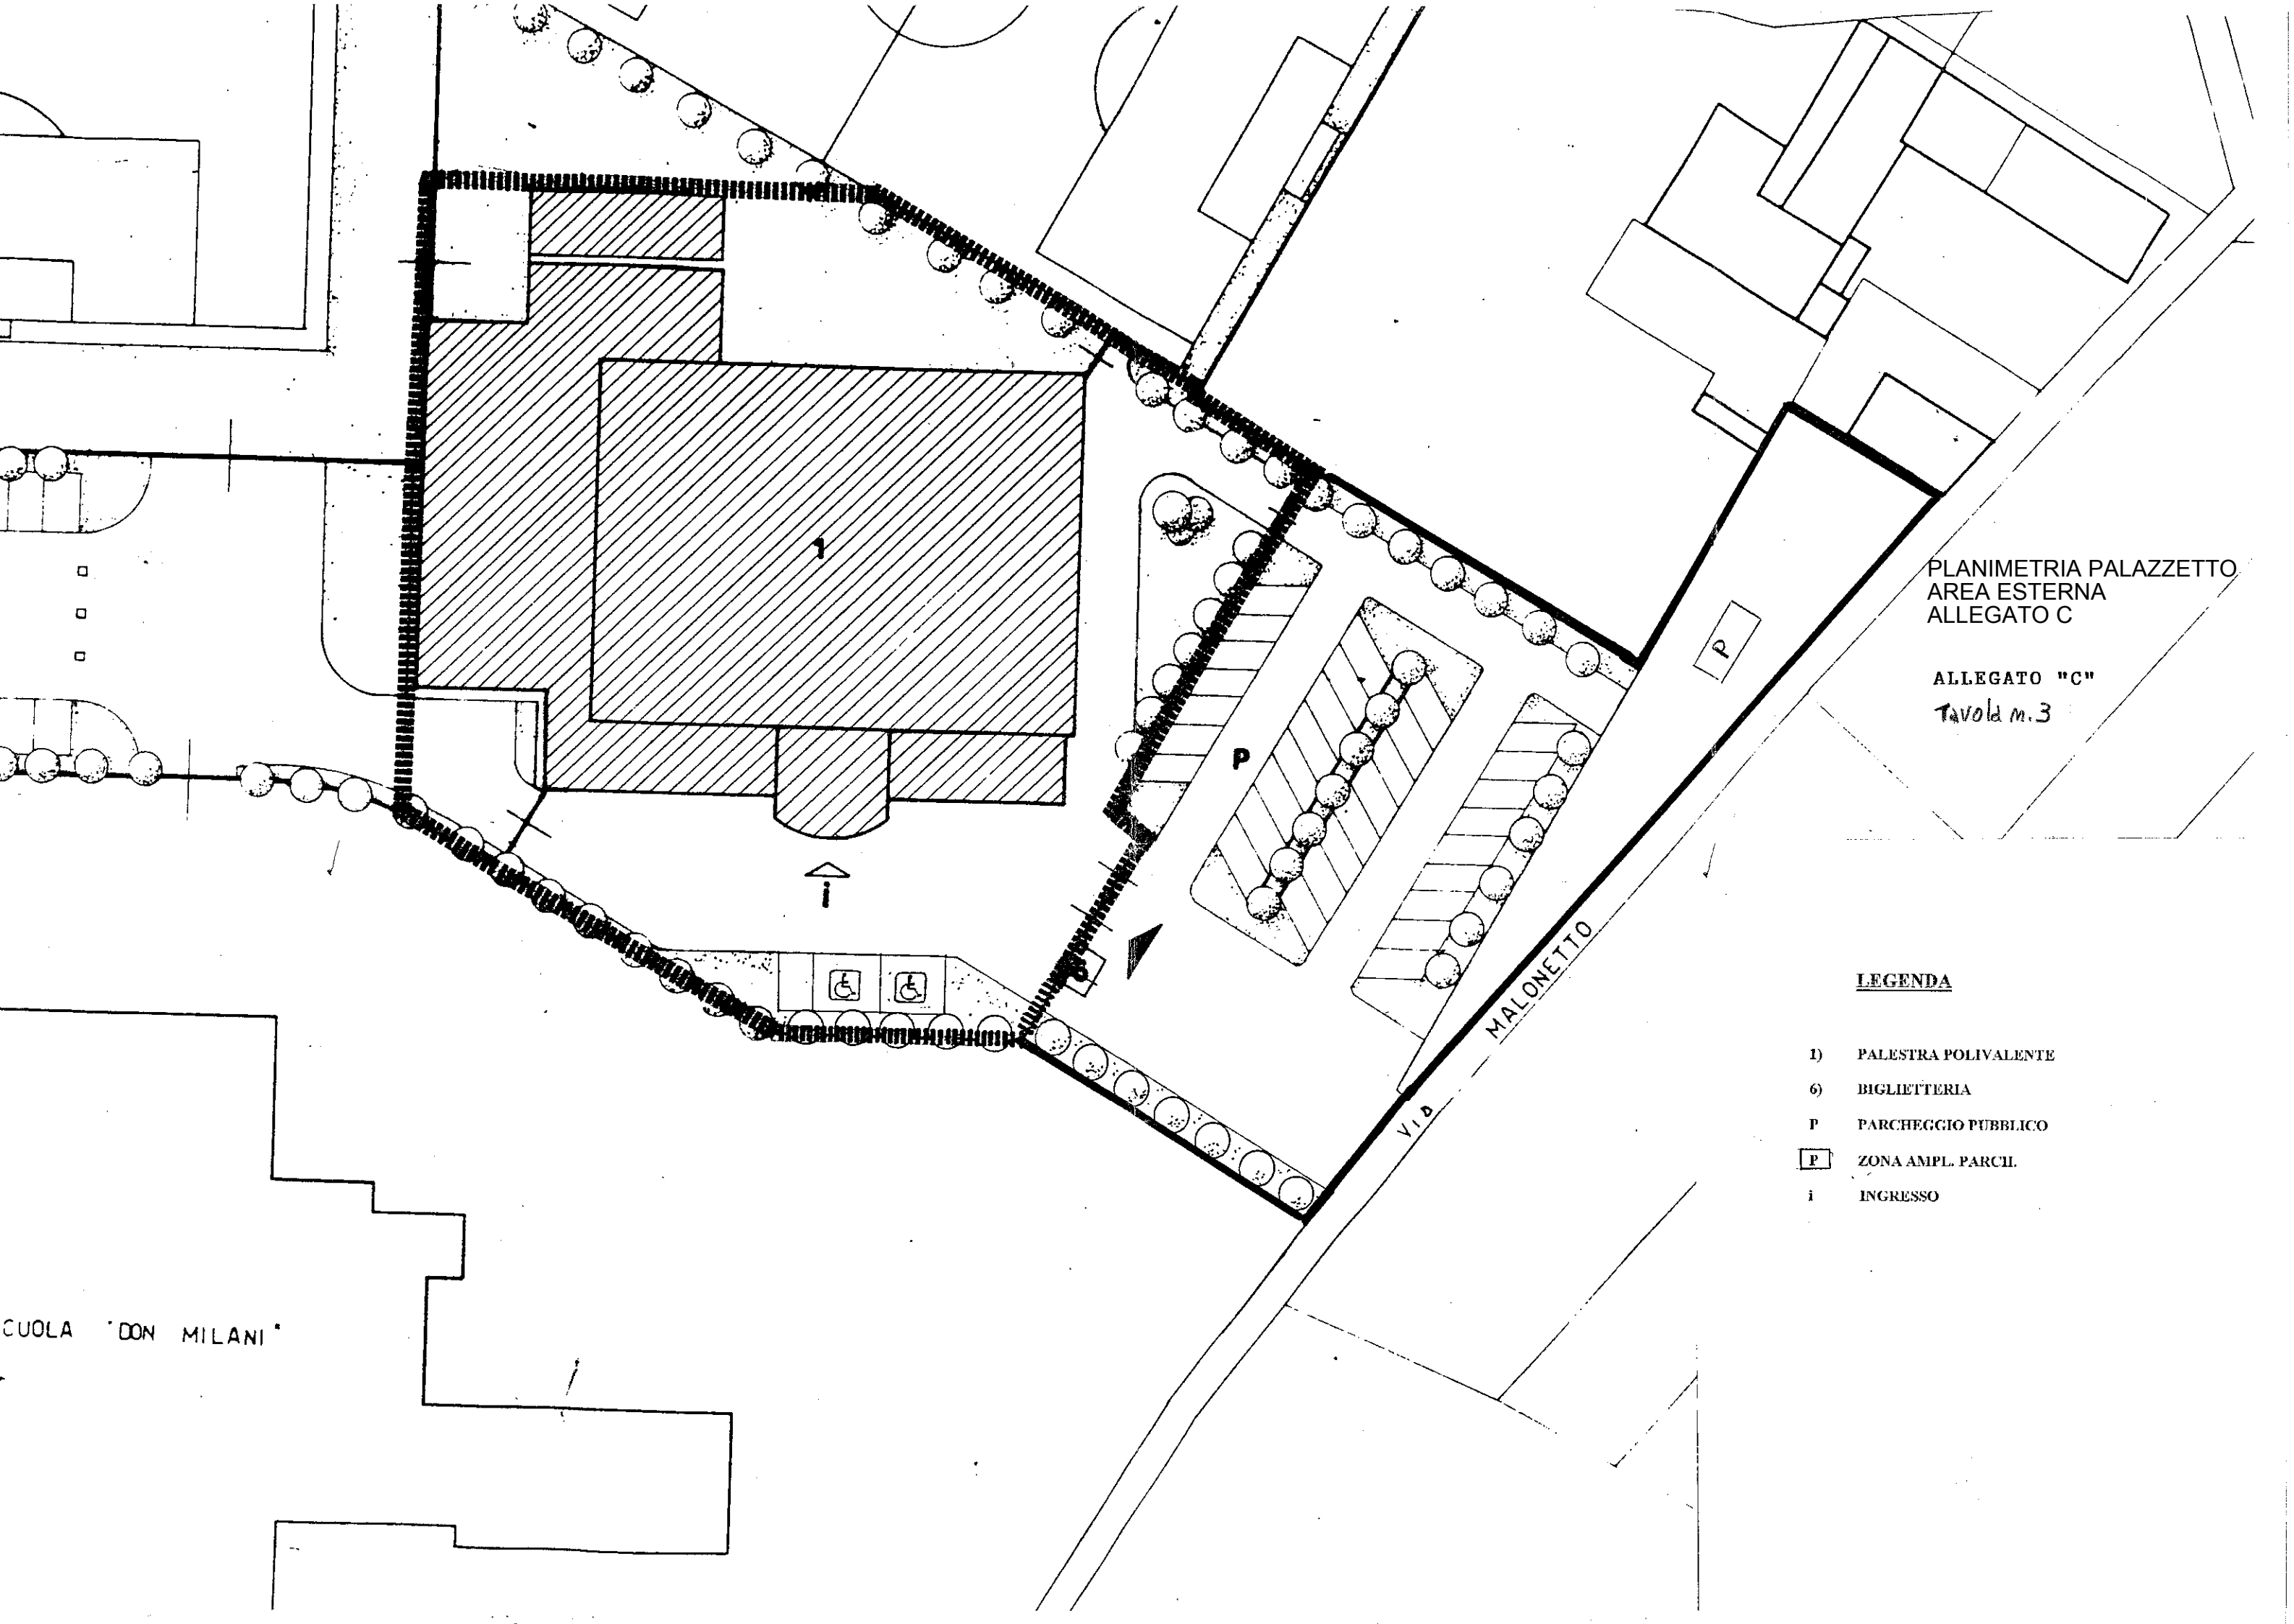 1
P
P
i
6
VIA MALONETTO
CUOLA "DON MILANI"
PLANIMETRIA PALAZZETTO
AREA ESTERNA
ALLEGATO C
ALLEGATO "C"
Tavola n.3
LEGENDA
1) PALESTRA POLIVALENTE
6) BIGLIETTERIA
P PARCHEGGIO PUBBLICO
P ZONA AMPL. PARCH.
i INGRESSO